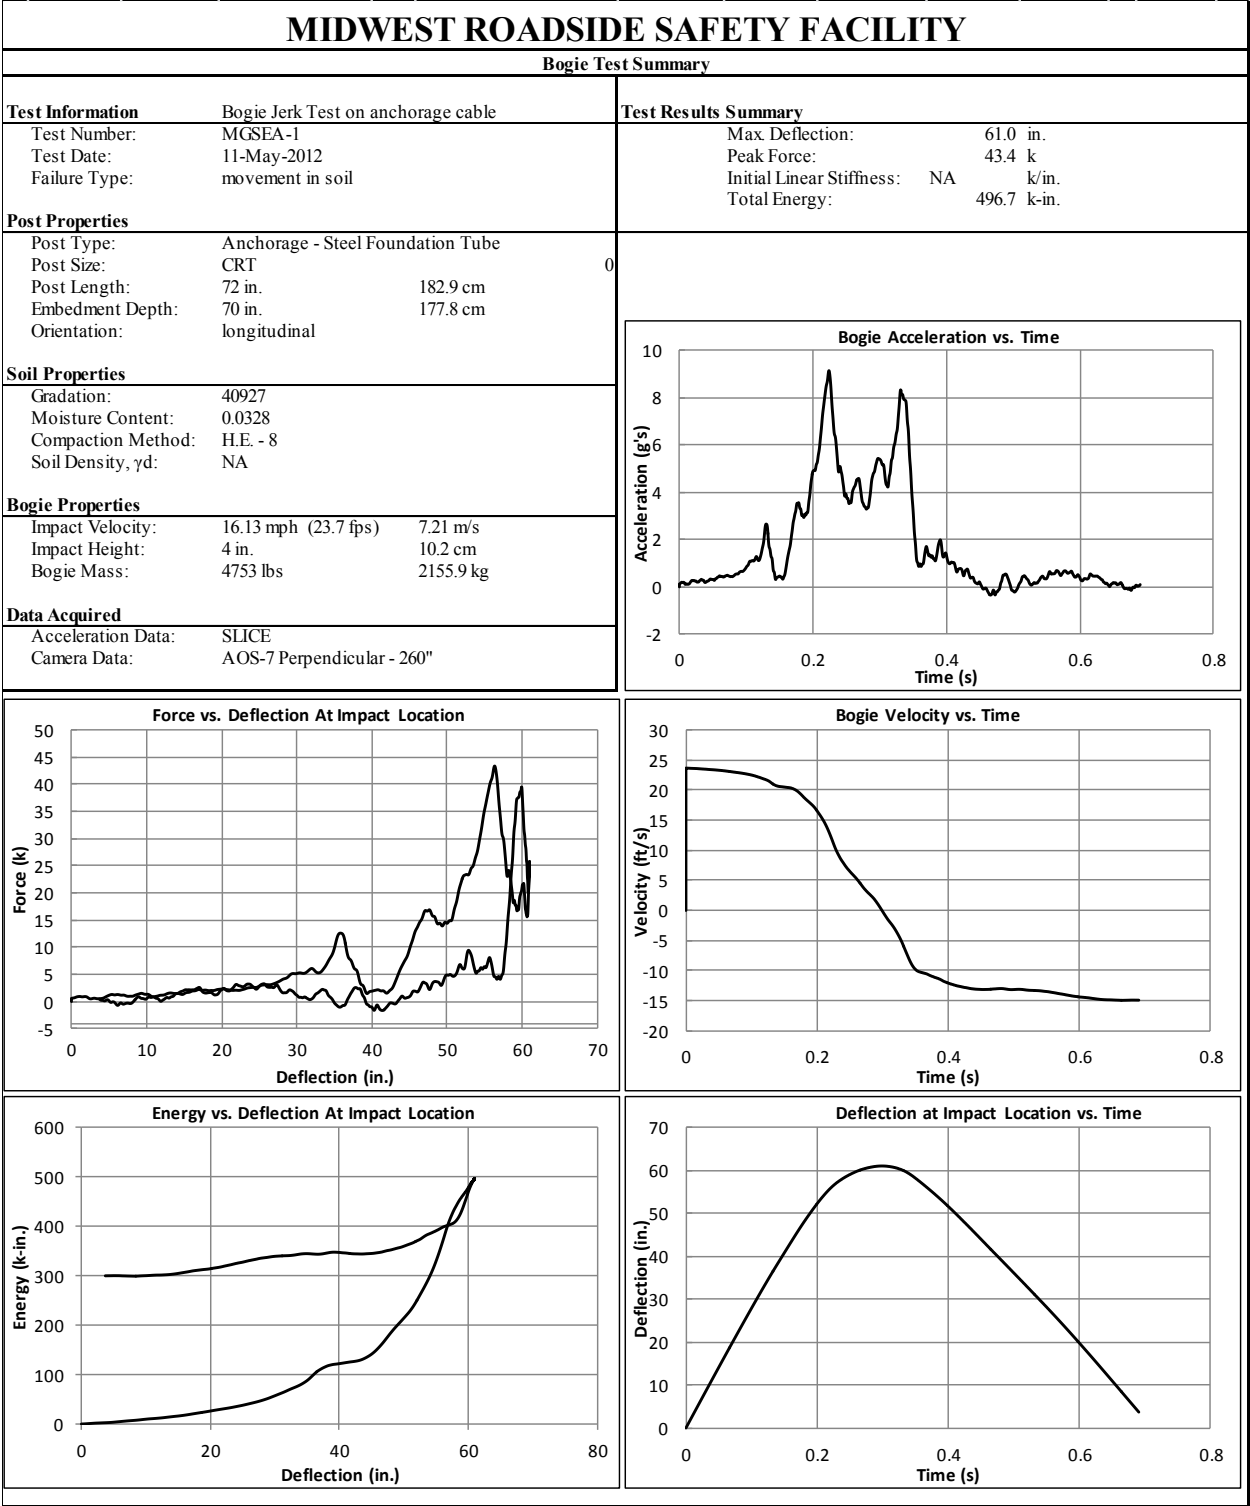 MIDWEST ROADSIDE SAFETY FACILITY
Bogie Test Summary
Test Information Bogie Jerk Test on anchorage cable
Test Number: MGSEA-1
Test Date: 11-May-2012
Failure Type: movement in soil
Post Properties
Post Type: Anchorage - Steel Foundation Tube
Post Size: CRT 0
Post Length: 72 in. 182.9 cm
Embedment Depth: 70 in. 177.8 cm
Orientation: longitudinal
Soil Properties
Gradation: 40927
Moisture Content: 0.0328
Compaction Method: H.E. - 8
Soil Density, γd: NA
Bogie Properties
Impact Velocity: 16.13 mph (23.7 fps) 7.21 m/s
Impact Height: 4 in. 10.2 cm
Bogie Mass: 4753 lbs 2155.9 kg
Data Acquired
Acceleration Data: SLICE
Camera Data: AOS-7 Perpendicular - 260"
Test Results Summary
Max. Deflection: 61.0 in.
Peak Force: 43.4 k
Initial Linear Stiffness: NA k/in.
Total Energy: 496.7 k-in.
Bogie Acceleration vs. Time
Acceleration (g's)
10
8
6
4
2
0
-2
0 0.2 0.4 0.6 0.8
Time (s)
Force vs. Deflection At Impact Location
Force (k)
50
45
40
35
30
25
20
15
10
5
0
-5
0 10 20 30 40 50 60 70
Deflection (in.)
Bogie Velocity vs. Time
Velocity (ft/s)
30
25
20
15
10
5
0
-5
-10
-15
-20
0 0.2 0.4 0.6 0.8
Time (s)
Energy vs. Deflection At Impact Location
Energy (k-in.)
600
500
400
300
200
100
0
0 20 40 60 80
Deflection (in.)
Deflection at Impact Location vs. Time
Deflection (in.)
70
60
50
40
30
20
10
0
0 0.2 0.4 0.6 0.8
Time (s)